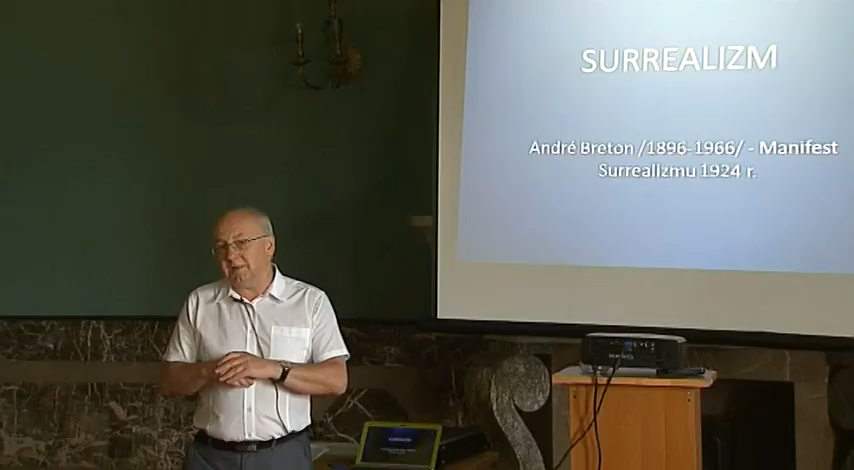 SURREALIZM
André Breton /1896-1966/ - Manifest
Surrealizmu 1924 r.